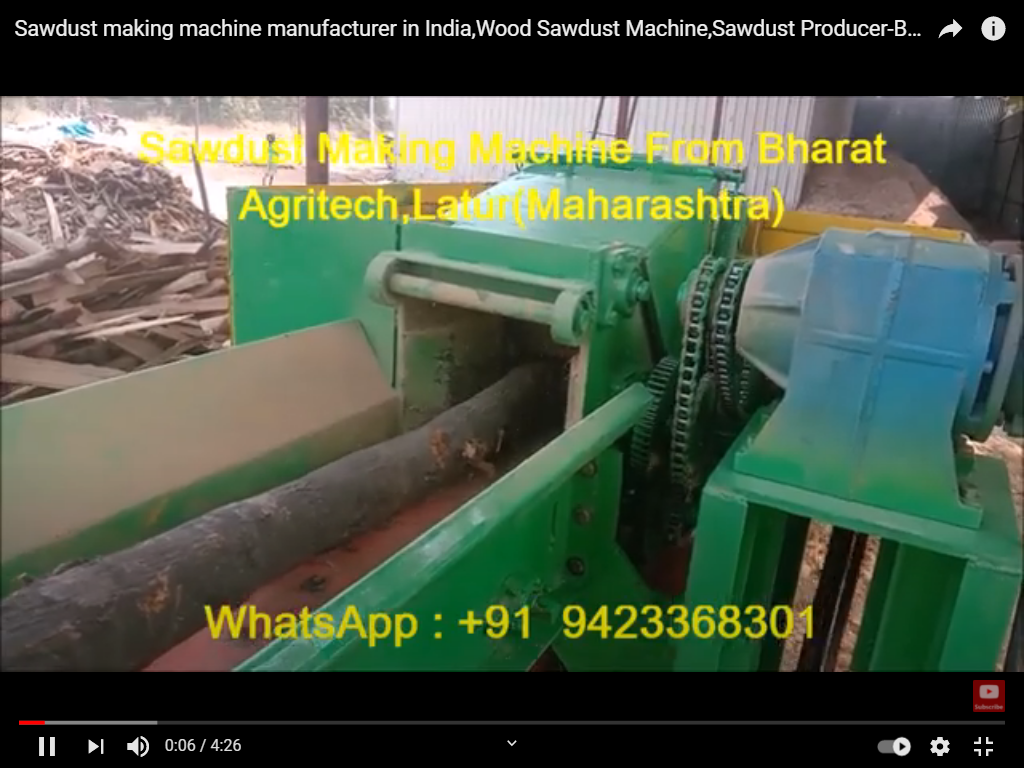 Sawdust making machine manufacturer in India,Wood Sawdust Machine,Sawdust Producer-B...
Sawdust Making Machine From Bharat
Agritech,Latur(Maharashtra)
WhatsApp : +91 9423368301
Subscribe
0:06 / 4:26